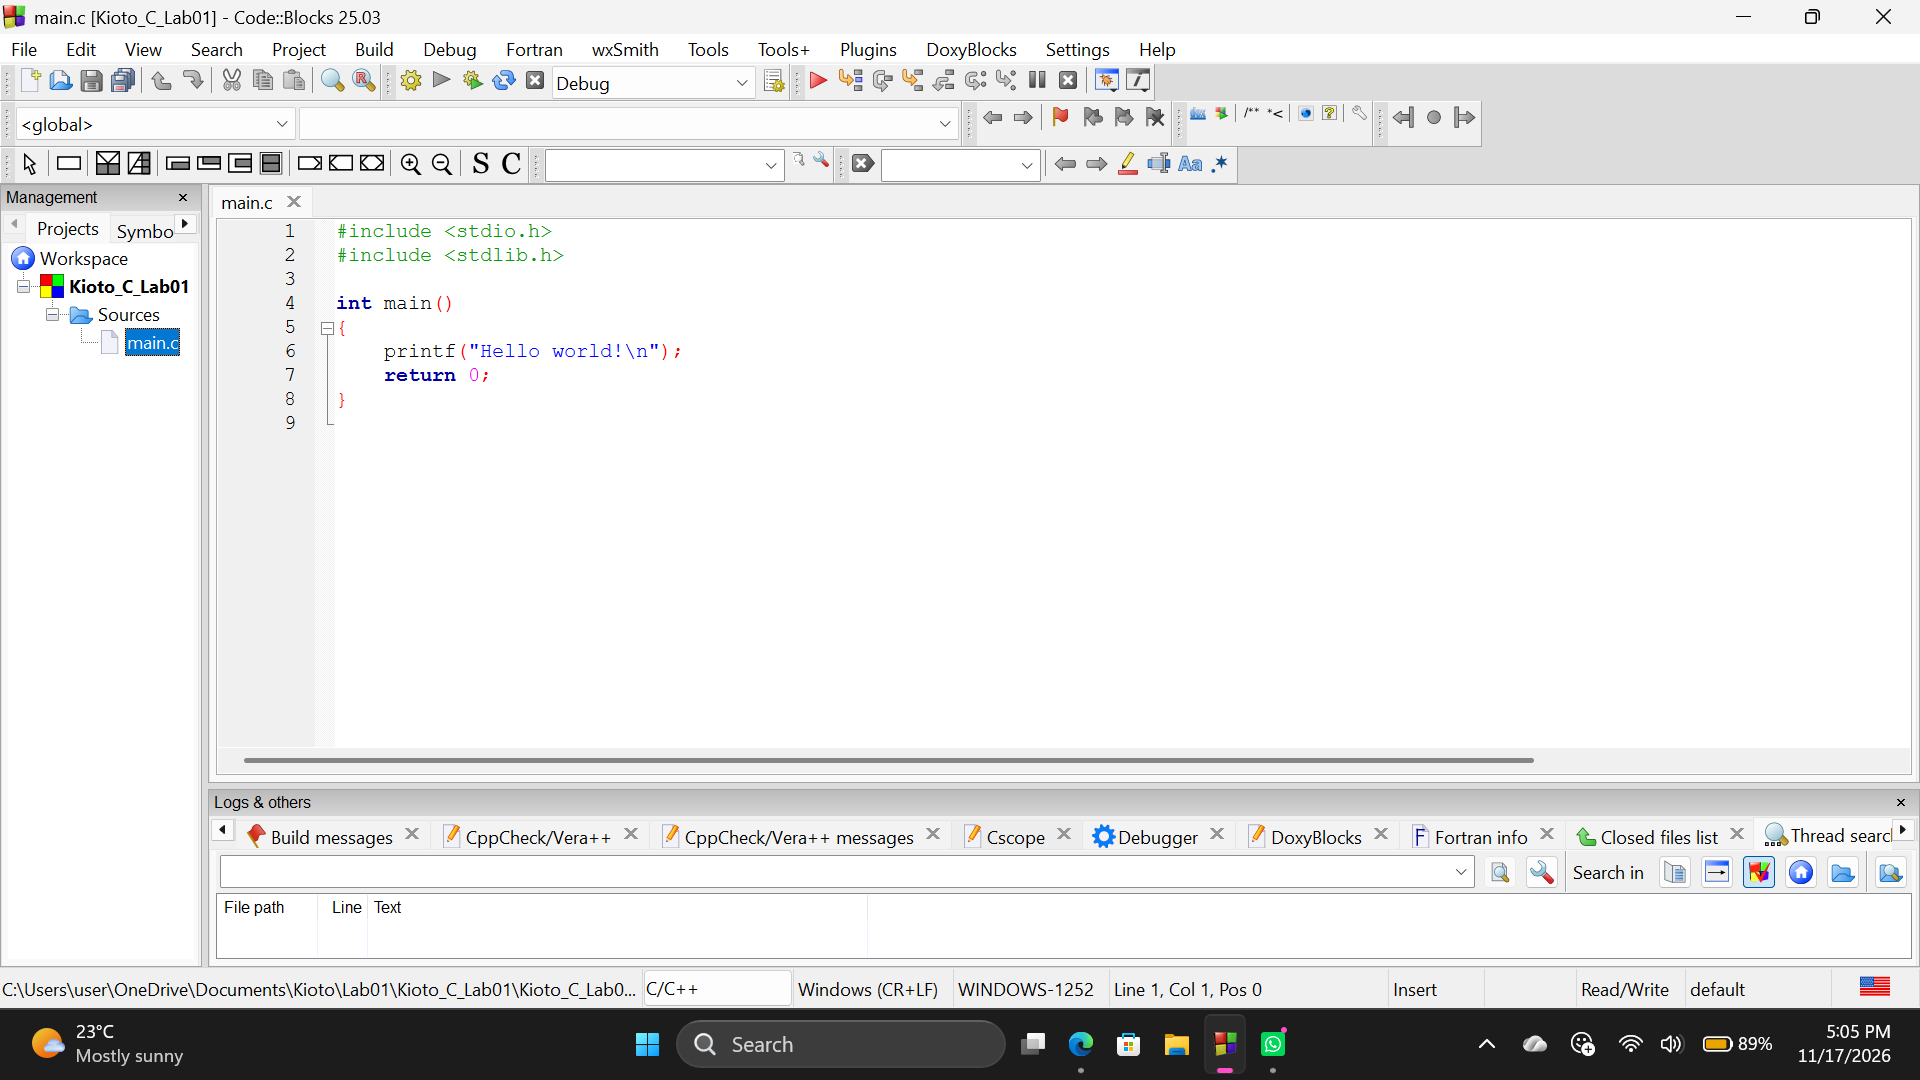 main.c [Kioto_C_Lab01] - Code::Blocks 25.03
File Edit View Search Project Build Debug Fortran wxSmith Tools Tools+ Plugins DoxyBlocks Settings Help
Debug
<global>
/** *<
S C
Aa .*
Management
main.c
Projects Symbo
Workspace
Kioto_C_Lab01
Sources
main.c
1 #include <stdio.h>
2 #include <stdlib.h>
3
4 int main()
5 {
6 printf("Hello world!\n");
7 return 0;
8 }
9
Logs & others
Build messages CppCheck/Vera++ CppCheck/Vera++ messages Cscope Debugger DoxyBlocks Fortran info Closed files list Thread searc
Search in
File path Line Text
C:\Users\user\OneDrive\Documents\Kioto\Lab01\Kioto_C_Lab01\Kioto_C_Lab0... C/C++ Windows (CR+LF) WINDOWS-1252 Line 1, Col 1, Pos 0 Insert Read/Write default
23°C
Mostly sunny
Search
89%
5:05 PM
11/17/2026